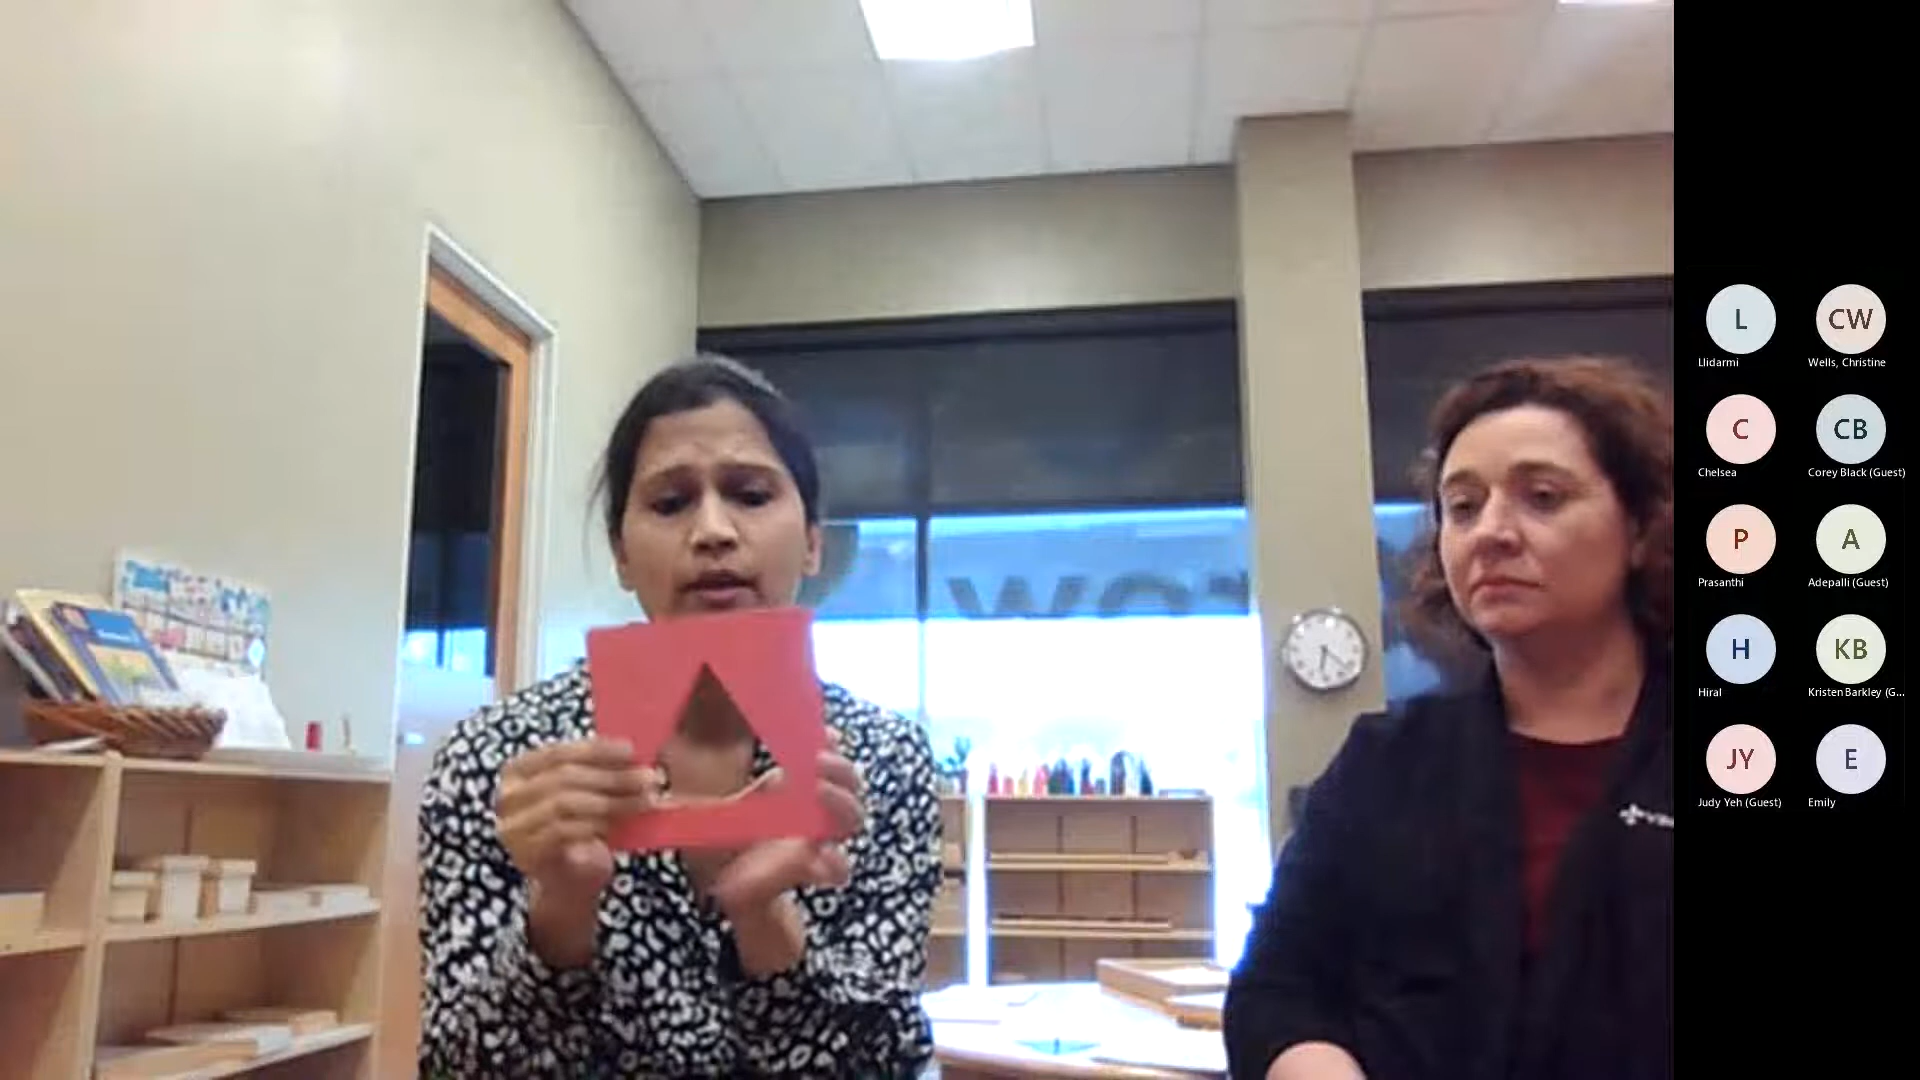 L
CW
Llidarmi
Wells, Christine
C
CB
Chelsea
Corey Black (Guest)
P
A
Prasanthi
Adepalli (Guest)
H
KB
Hiral
Kristen Barkley (G...
JY
E
Judy Yeh (Guest)
Emily